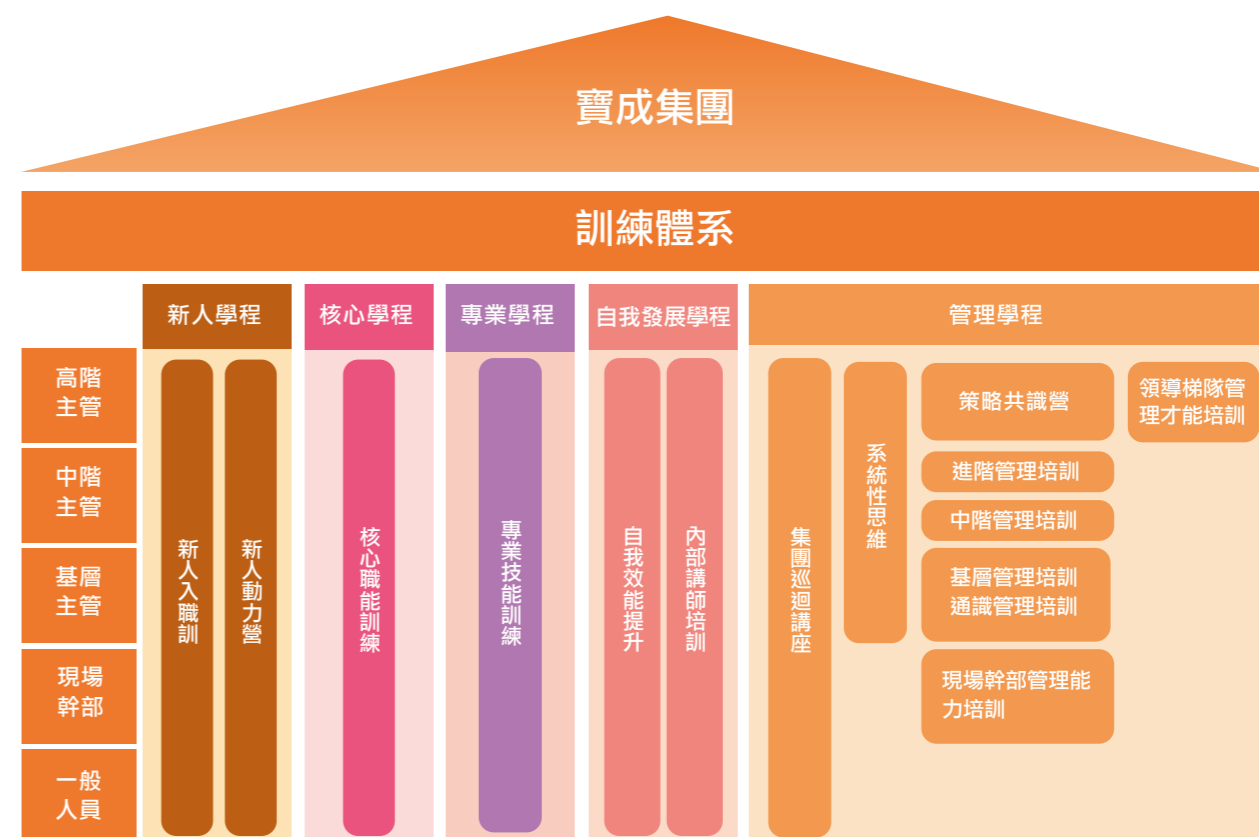 寶成集團
訓練體系
新人學程
核心學程
專業學程
自我發展學程
管理學程
高階
主管
中階
主管
基層
主管
現場
幹部
一般
人員
新人入職訓
新人動力營
核心職能訓練
專業技能訓練
自我效能提升
內部講師培訓
集團巡迴講座
系統性思維
策略共識營
進階管理培訓
中階管理培訓
基層管理培訓
通識管理培訓
現場幹部管理能
力培訓
領導梯隊管
理才能培訓